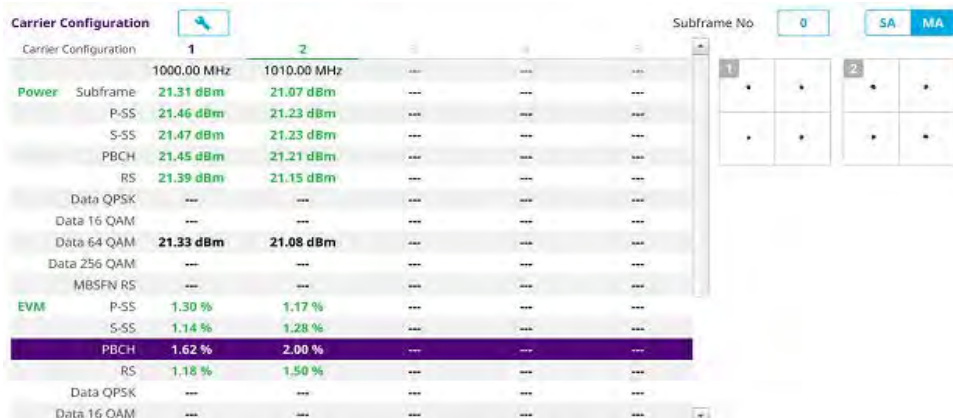 Carrier Configuration Subframe No 0 SA MA
Carrier Configuration 1 2 3 4 5
1000.00 MHz 1010.00 MHz --- --- ---
Power Subframe 21.31 dBm 21.07 dBm --- --- ---
P-SS 21.46 dBm 21.23 dBm --- --- ---
S-SS 21.47 dBm 21.23 dBm --- --- ---
PBCH 21.45 dBm 21.21 dBm --- --- ---
RS 21.39 dBm 21.15 dBm --- --- ---
Data QPSK --- --- --- --- ---
Data 16 QAM --- --- --- --- ---
Data 64 QAM 21.33 dBm 21.08 dBm --- --- ---
Data 256 QAM --- --- --- --- ---
MBSFN RS --- --- --- --- ---
EVM P-SS 1.30 % 1.17 % --- --- ---
S-SS 1.14 % 1.28 % --- --- ---
PBCH 1.62 % 2.00 % --- --- ---
RS 1.18 % 1.50 % --- --- ---
Data QPSK --- --- --- --- ---
Data 16 QAM --- --- --- --- ---
1 2